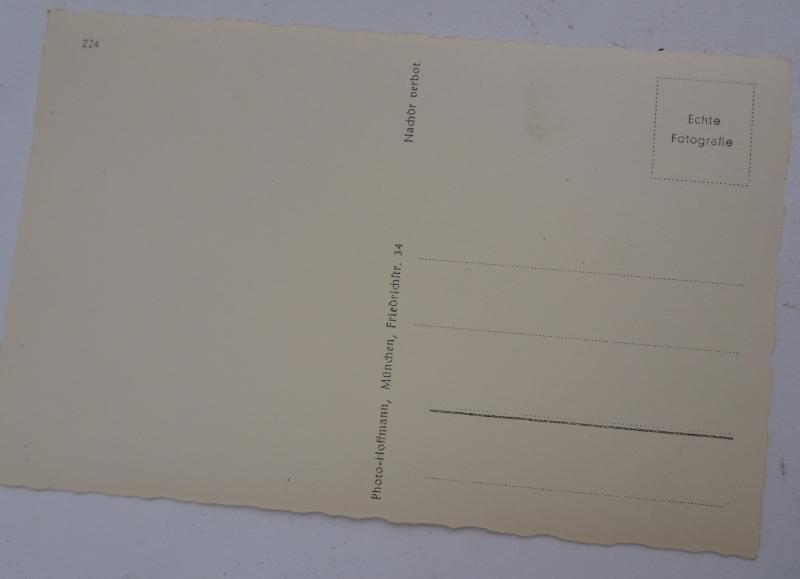 224
Photo=Hoffmann, München, Friedrichstr. 34
Nachdr verbot.
Echte
Fotografie